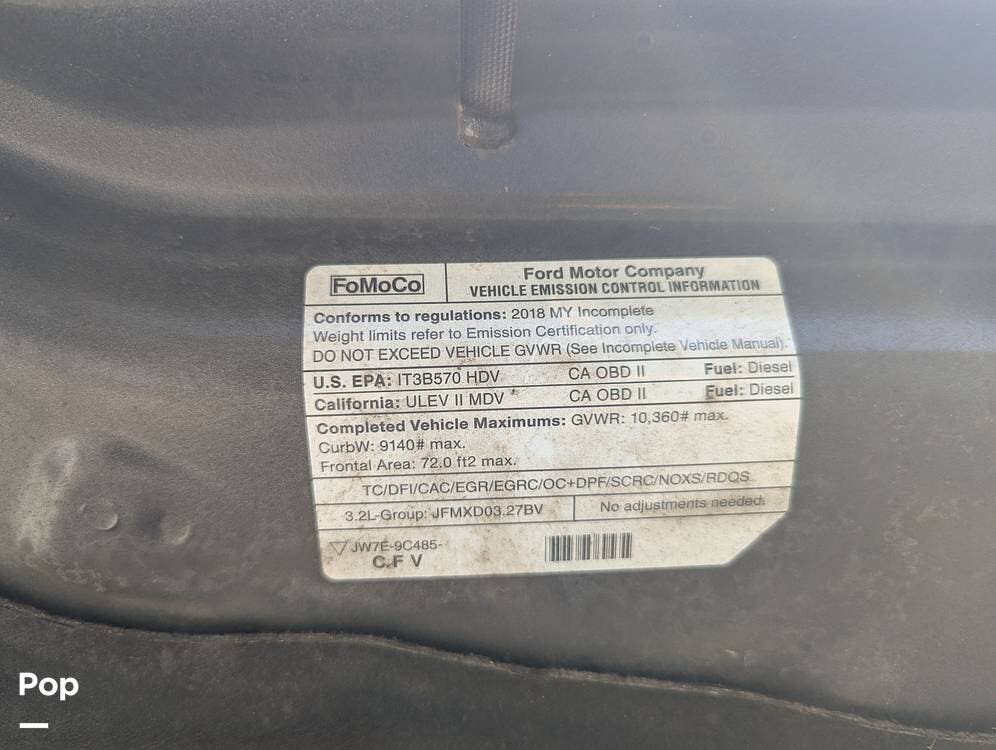 FoMoCo
Ford Motor Company
VEHICLE EMISSION CONTROL INFORMATION
Conforms to regulations: 2018 MY Incomplete
Weight limits refer to Emission Certification only.
DO NOT EXCEED VEHICLE GVWR (See Incomplete Vehicle Manual).
U.S. EPA: IT3B570 HDV CA OBD II Fuel: Diesel
California: ULEV II MDV * CA OBD II Fuel: Diesel
Completed Vehicle Maximums: GVWR: 10,360# max.
CurbW: 9140# max.
Frontal Area: 72.0 ft2 max.
TC/DFI/CAC/EGR/EGRC/OC+DPF/SCRC/NOXS/RDQS
3.2L-Group: JFMXD03.27BV No adjustments needed.
JW7E-9C485-
C.F V
Pop